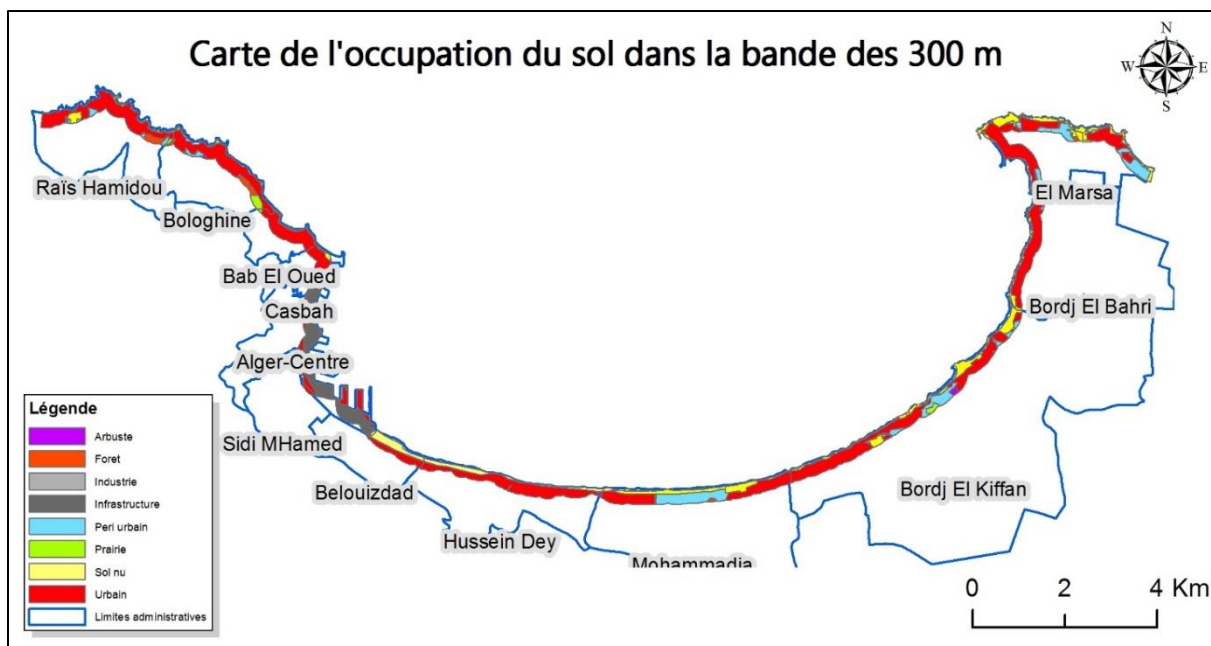 Carte de l'occupation du sol dans la bande des 300 m
N
W E
S
Raïs Hamidou
Bologhine
Bab El Oued
Casbah
Alger-Centre
Sidi MHamed
Belouizdad
Hussein Dey
Mohammadia
Bordj El Kiffan
Bordj El Bahri
El Marsa
Légende
Arbuste
Foret
Industrie
Infrastructure
Peri urbain
Prairie
Sol nu
Urbain
Limites administratives
0 2 4 Km